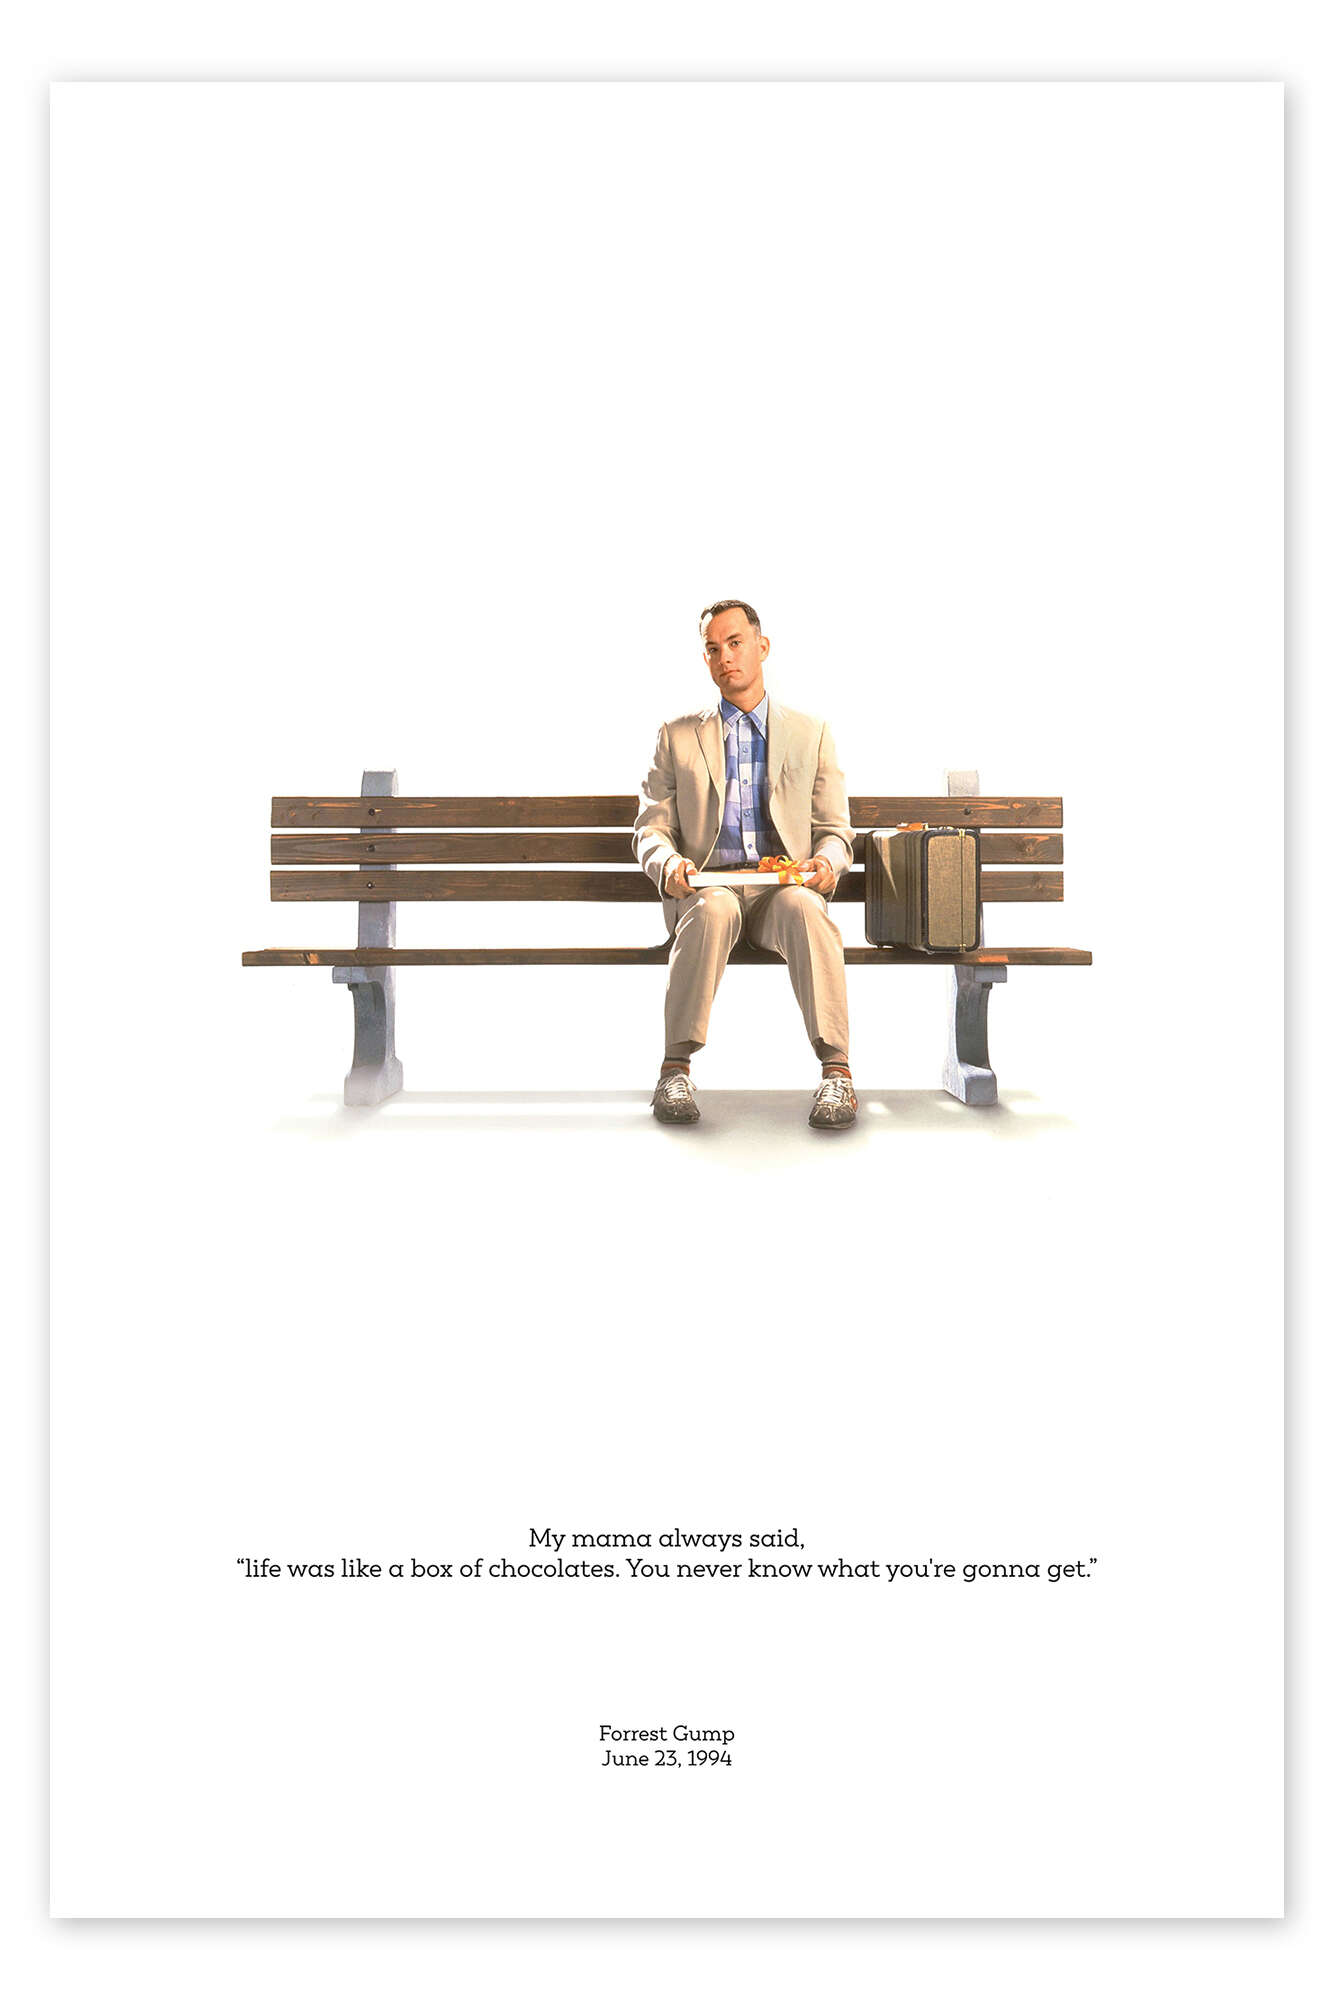 My mama always said,
“life was like a box of chocolates. You never know what you're gonna get.”
Forrest Gump
June 23, 1994